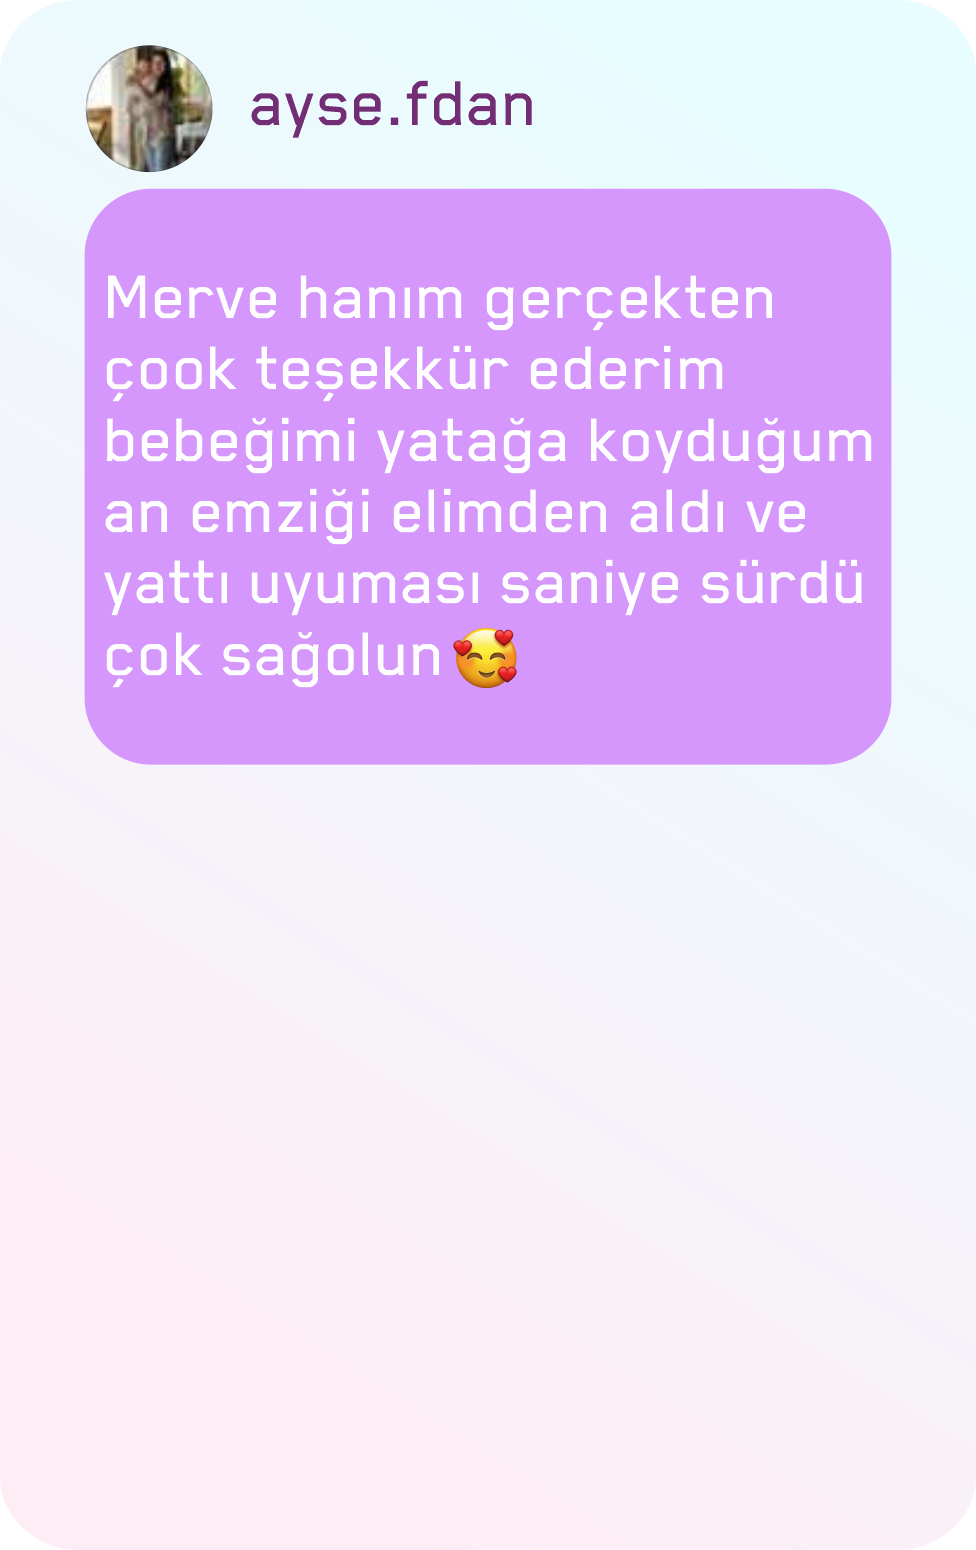 ayse.fdan
Merve hanım gerçekten
çook teşekkür ederim
bebeğimi yatağa koyduğum
an emziği elimden aldı ve
yattı uyuması saniye sürdü
çok sağolun🥰